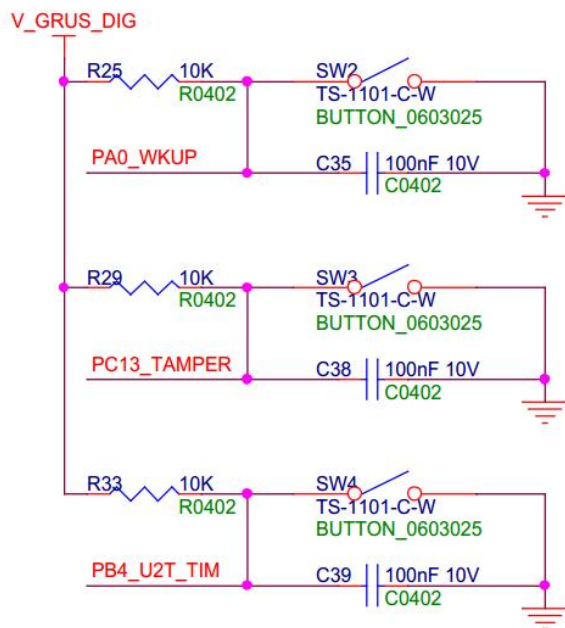 V_GRUS_DIG
R25 10K SW2
R0402 TS-1101-C-W
BUTTON_0603025
PA0_WKUP C35 100nF 10V
C0402
R29 10K SW3
R0402 TS-1101-C-W
BUTTON_0603025
PC13_TAMPER C38 100nF 10V
C0402
R33 10K SW4
R0402 TS-1101-C-W
BUTTON_0603025
PB4_U2T_TIM C39 100nF 10V
C0402